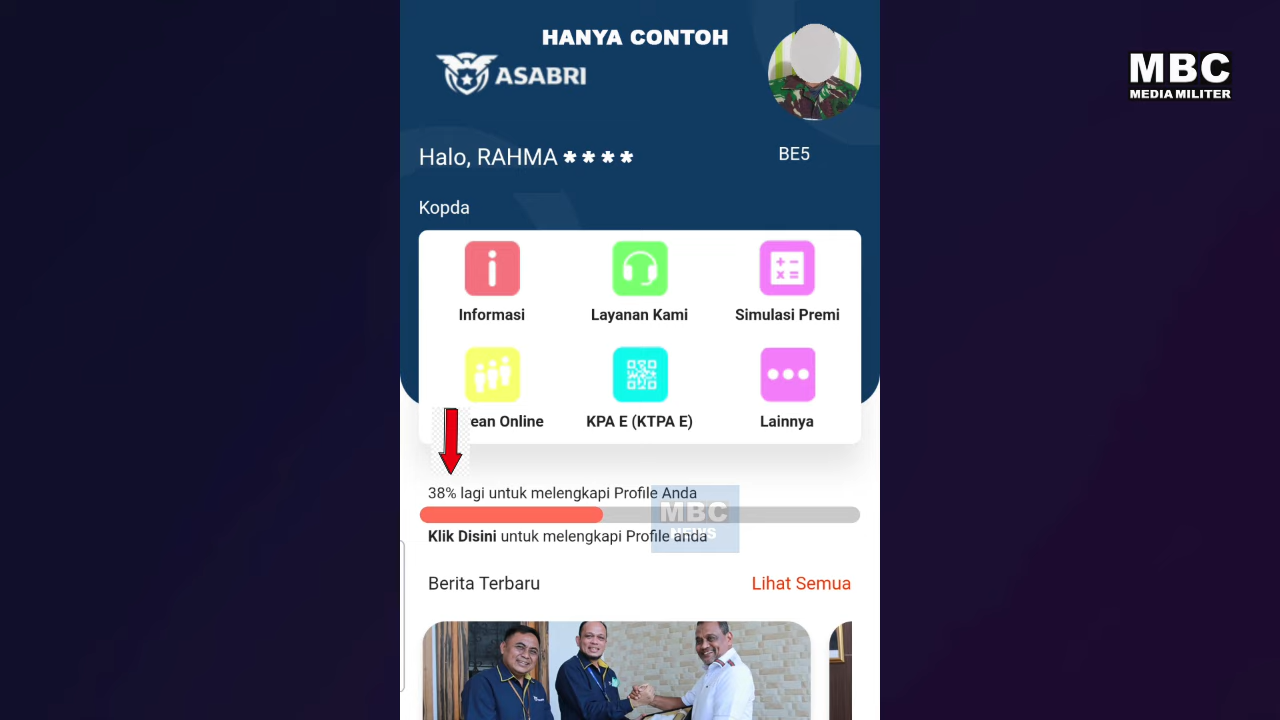 HANYA CONTOH
ASABRI
MBC
MEDIA MILITER
Halo, RAHMA ****
BE5
Kopda
Informasi
Layanan Kami
Simulasi Premi
ean Online
KPA E (KTPA E)
Lainnya
38% lagi untuk melengkapi Profile Anda
MBC
NEWS
Klik Disini untuk melengkapi Profile anda
Berita Terbaru
Lihat Semua